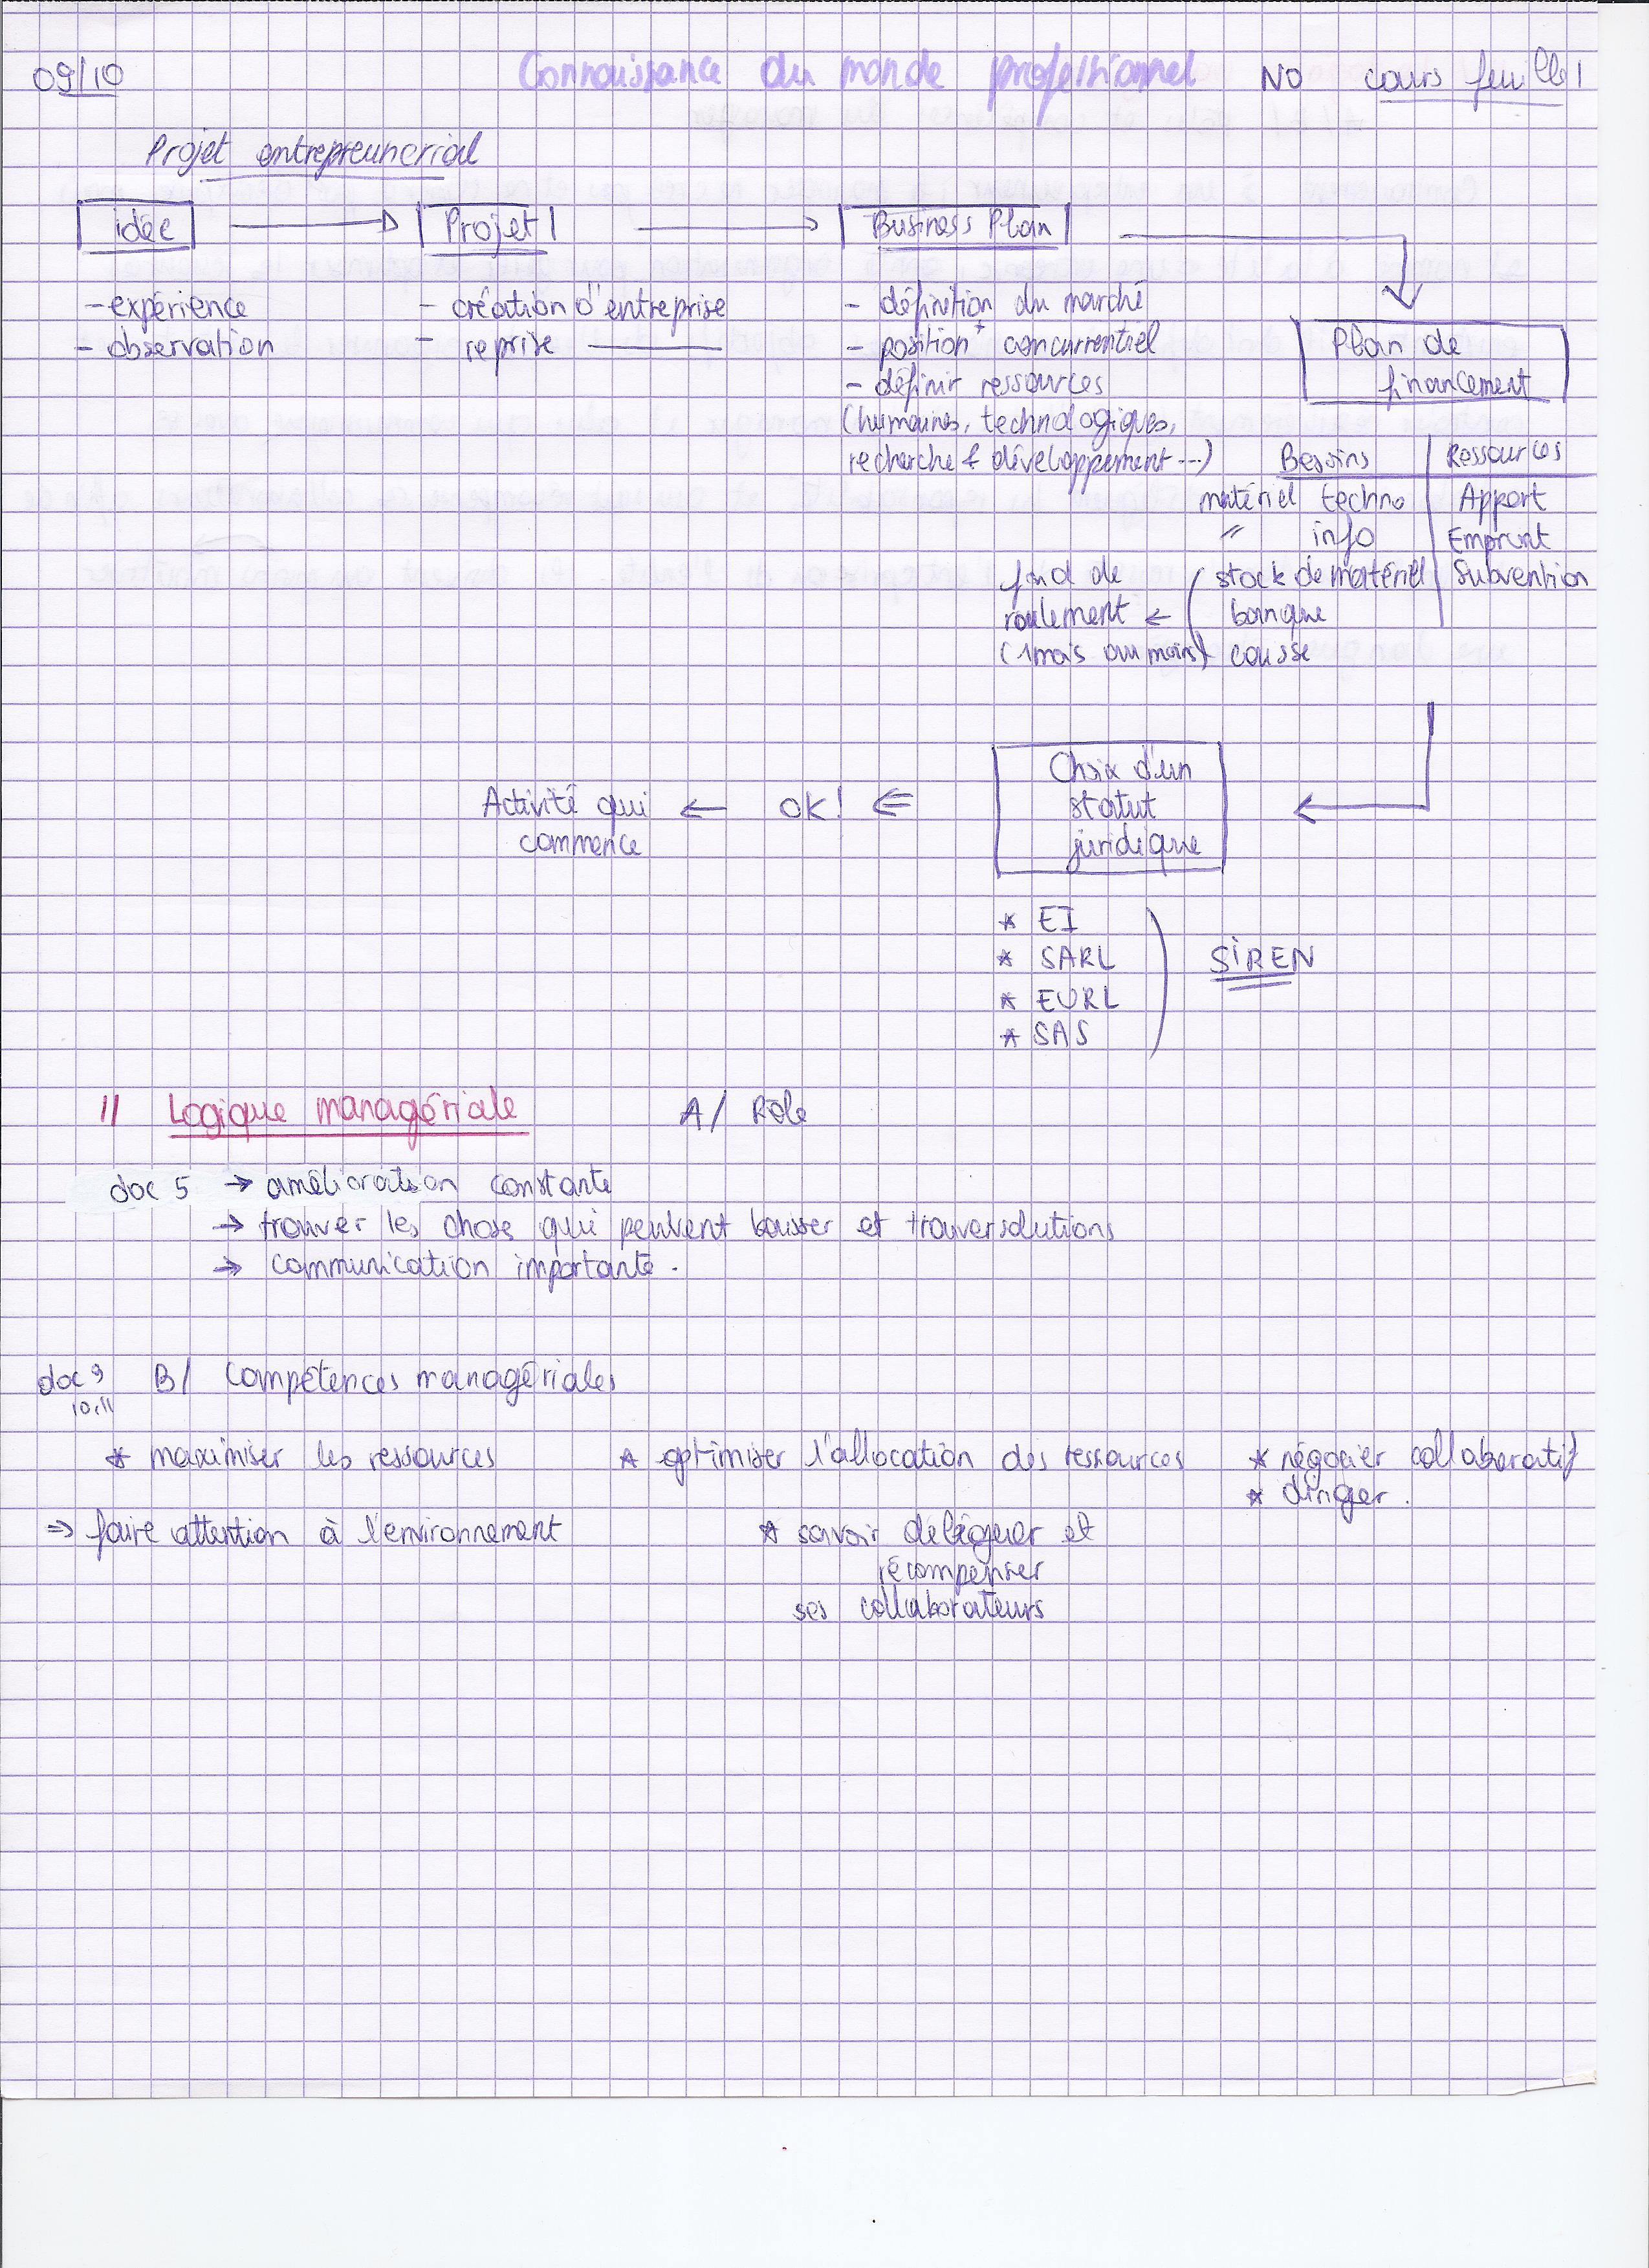 09/10 Connaissance du monde professionnel NO cours feuille 1
Projet entrepreunerial
idée → Projet → Business Plan
- expérience - création d'entreprise - définition du marché
- observation - reprise —— - position+ concurrentiel
Plan de
financement
- définir ressources
(humaines, technologiques,
recherche & développement...)
Besoins Ressources
matériel techno Apport
" info Emprunt
fond de stock de matériel Subvention
roulement ← banque
(1 mois au moins) caisse
Choix d'un
statut
juridique
Activité qui ← OK! ⇐
commence
* EI
* SARL
* EURL
* SAS
SIREN
II Logique managériale A/ Rôle
doc 5 → amélioration constante
→ trouver les chose qui peuvent baisser et trouver solutions
→ communication importante.
doc 9 B/ Compétences managériales
10, 11
* maximiser les ressources * optimiser l'allocation des ressources * négocier collaboratif
* diriger.
⇒ faire attention à l'environnement * savoir déléguer et
récompenser
ses collaborateurs